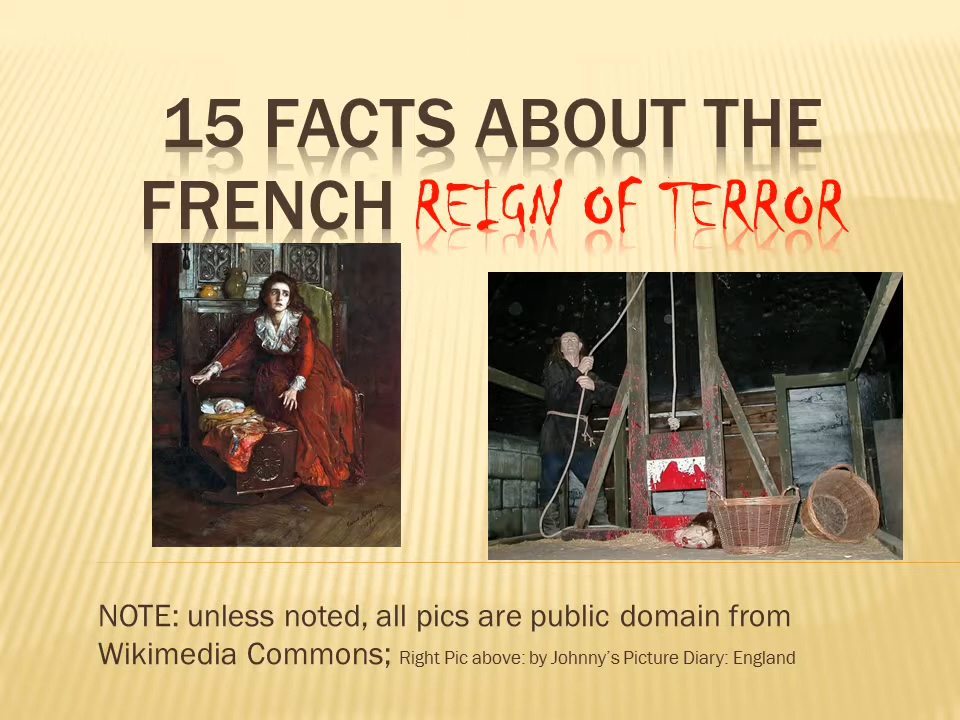 15 FACTS ABOUT THE
FRENCH REIGN OF TERROR
NOTE: unless noted, all pics are public domain from
Wikimedia Commons; Right Pic above: by Johnny's Picture Diary: England